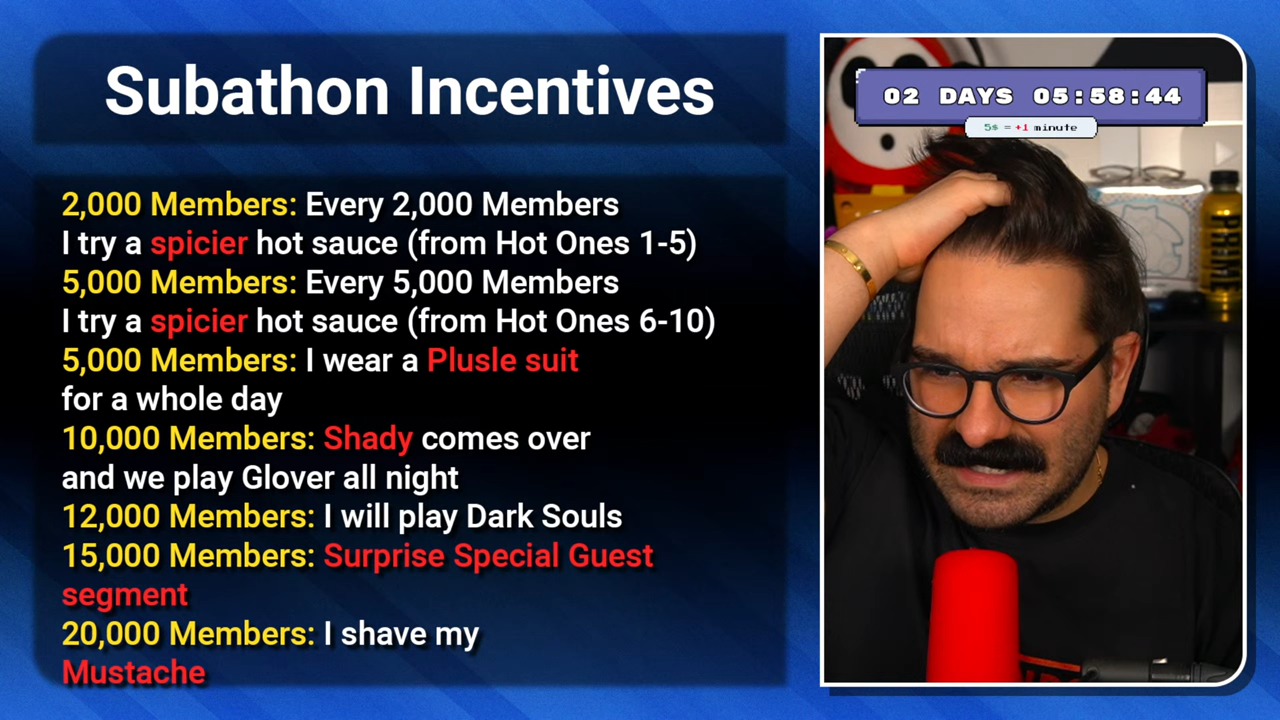 Subathon Incentives
2,000 Members: Every 2,000 Members
I try a spicier hot sauce (from Hot Ones 1-5)
5,000 Members: Every 5,000 Members
I try a spicier hot sauce (from Hot Ones 6-10)
5,000 Members: I wear a Plusle suit
for a whole day
10,000 Members: Shady comes over
and we play Glover all night
12,000 Members: I will play Dark Souls
15,000 Members: Surprise Special Guest
segment
20,000 Members: I shave my
Mustache
02 DAYS 05:58:44
5$ = +1 minute